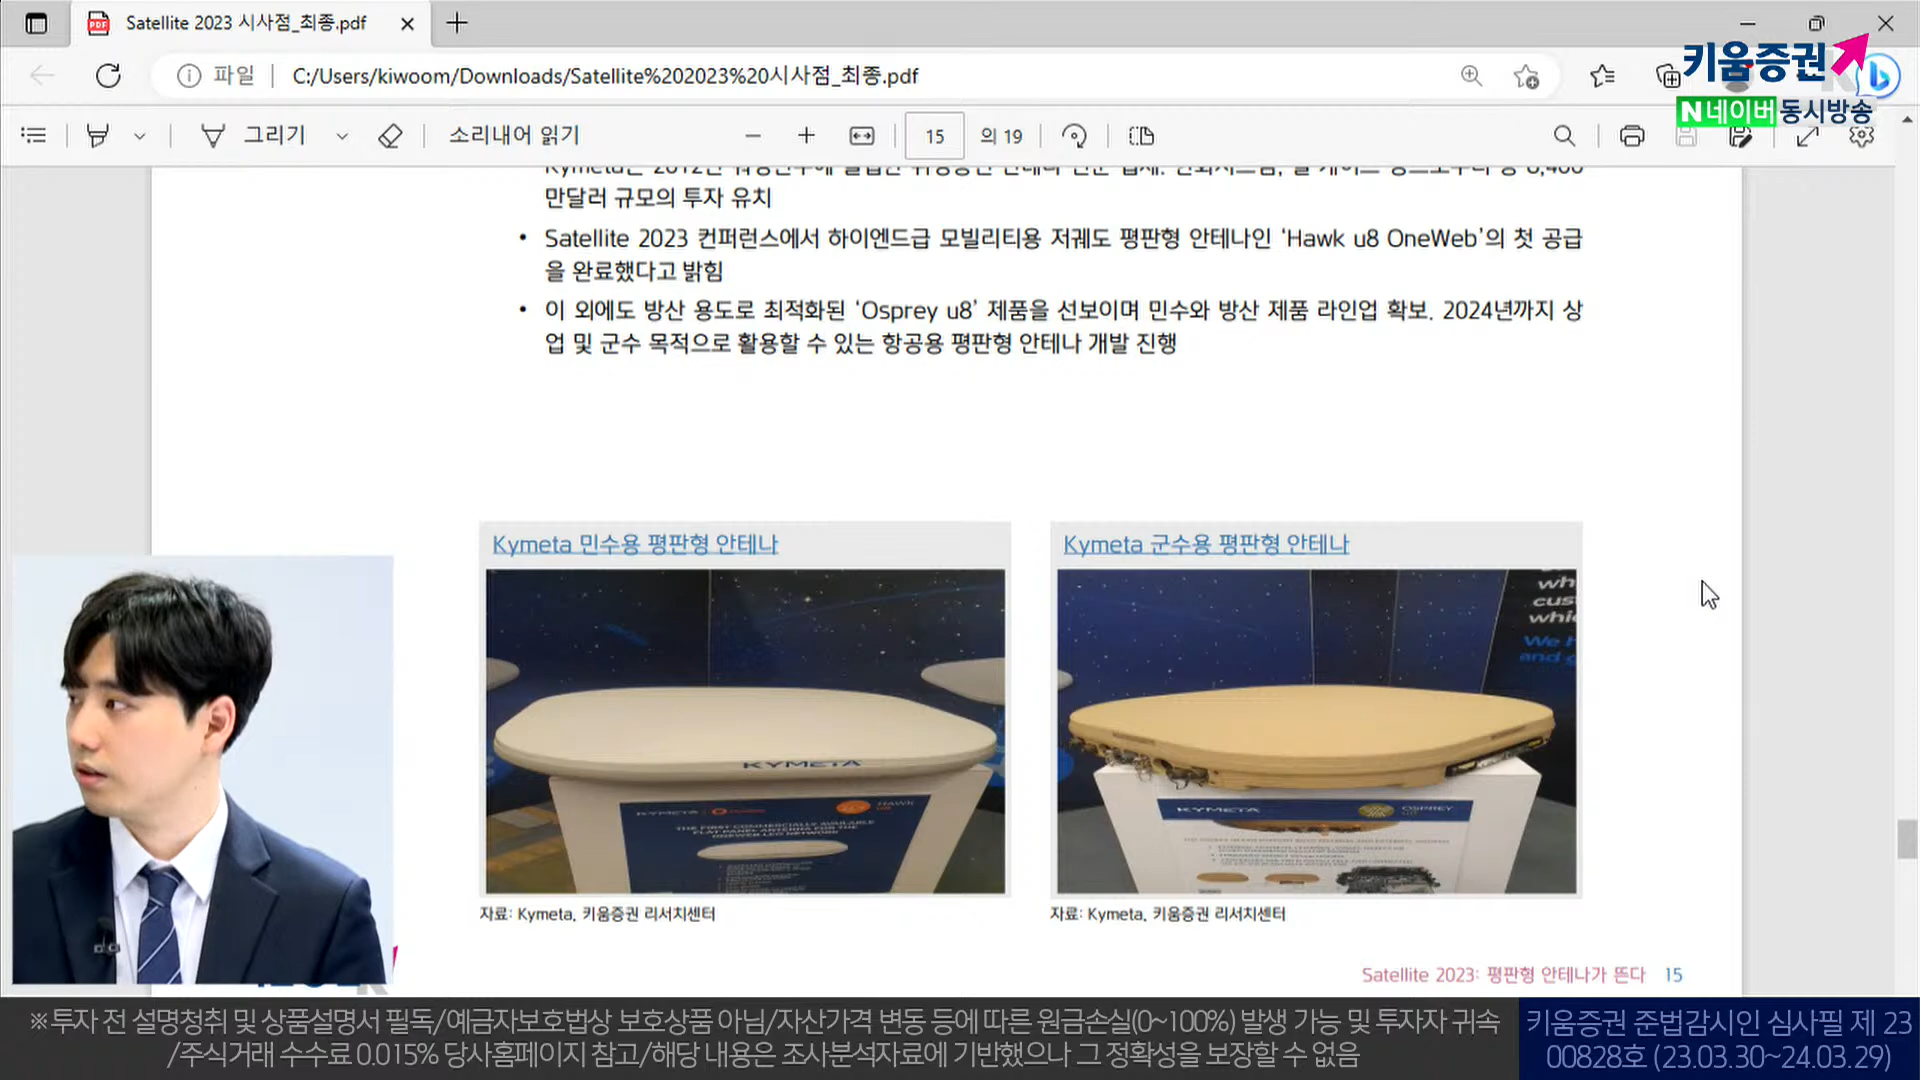 Satellite 2023 시사점_최종.pdf
파일
C:/Users/kiwoom/Downloads/Satellite%202023%20시사점_최종.pdf
키움증권
N네이버 동시방송
그리기
소리내어 읽기
15 의 19
만달러 규모의 투자 유치
• Satellite 2023 컨퍼런스에서 하이엔드급 모빌리티용 저궤도 평판형 안테나인 ‘Hawk u8 OneWeb’의 첫 공급
을 완료했다고 밝힘
• 이 외에도 방산 용도로 최적화된 ‘Osprey u8’ 제품을 선보이며 민수와 방산 제품 라인업 확보. 2024년까지 상
업 및 군수 목적으로 활용할 수 있는 항공용 평판형 안테나 개발 진행
Kymeta 민수용 평판형 안테나
KYMETA
KYMETA
HAWK
THE FIRST COMMERCIALLY AVAILABLE
FLAT PANEL ANTENNA FOR THE
ONEWEB LEO NETWORK
자료: Kymeta, 키움증권 리서치센터
Kymeta 군수용 평판형 안테나
KYMETA
OSPREY
자료: Kymeta, 키움증권 리서치센터
Satellite 2023: 평판형 안테나가 뜬다 15
※투자 전 설명청취 및 상품설명서 필독/예금자보호법상 보호상품 아님/자산가격 변동 등에 따른 원금손실(0~100%) 발생 가능 및 투자자 귀속
/주식거래 수수료 0.015% 당사홈페이지 참고/해당 내용은 조사분석자료에 기반했으나 그 정확성을 보장할 수 없음
키움증권 준법감시인 심사필 제 23
00828호 (23.03.30~24.03.29)